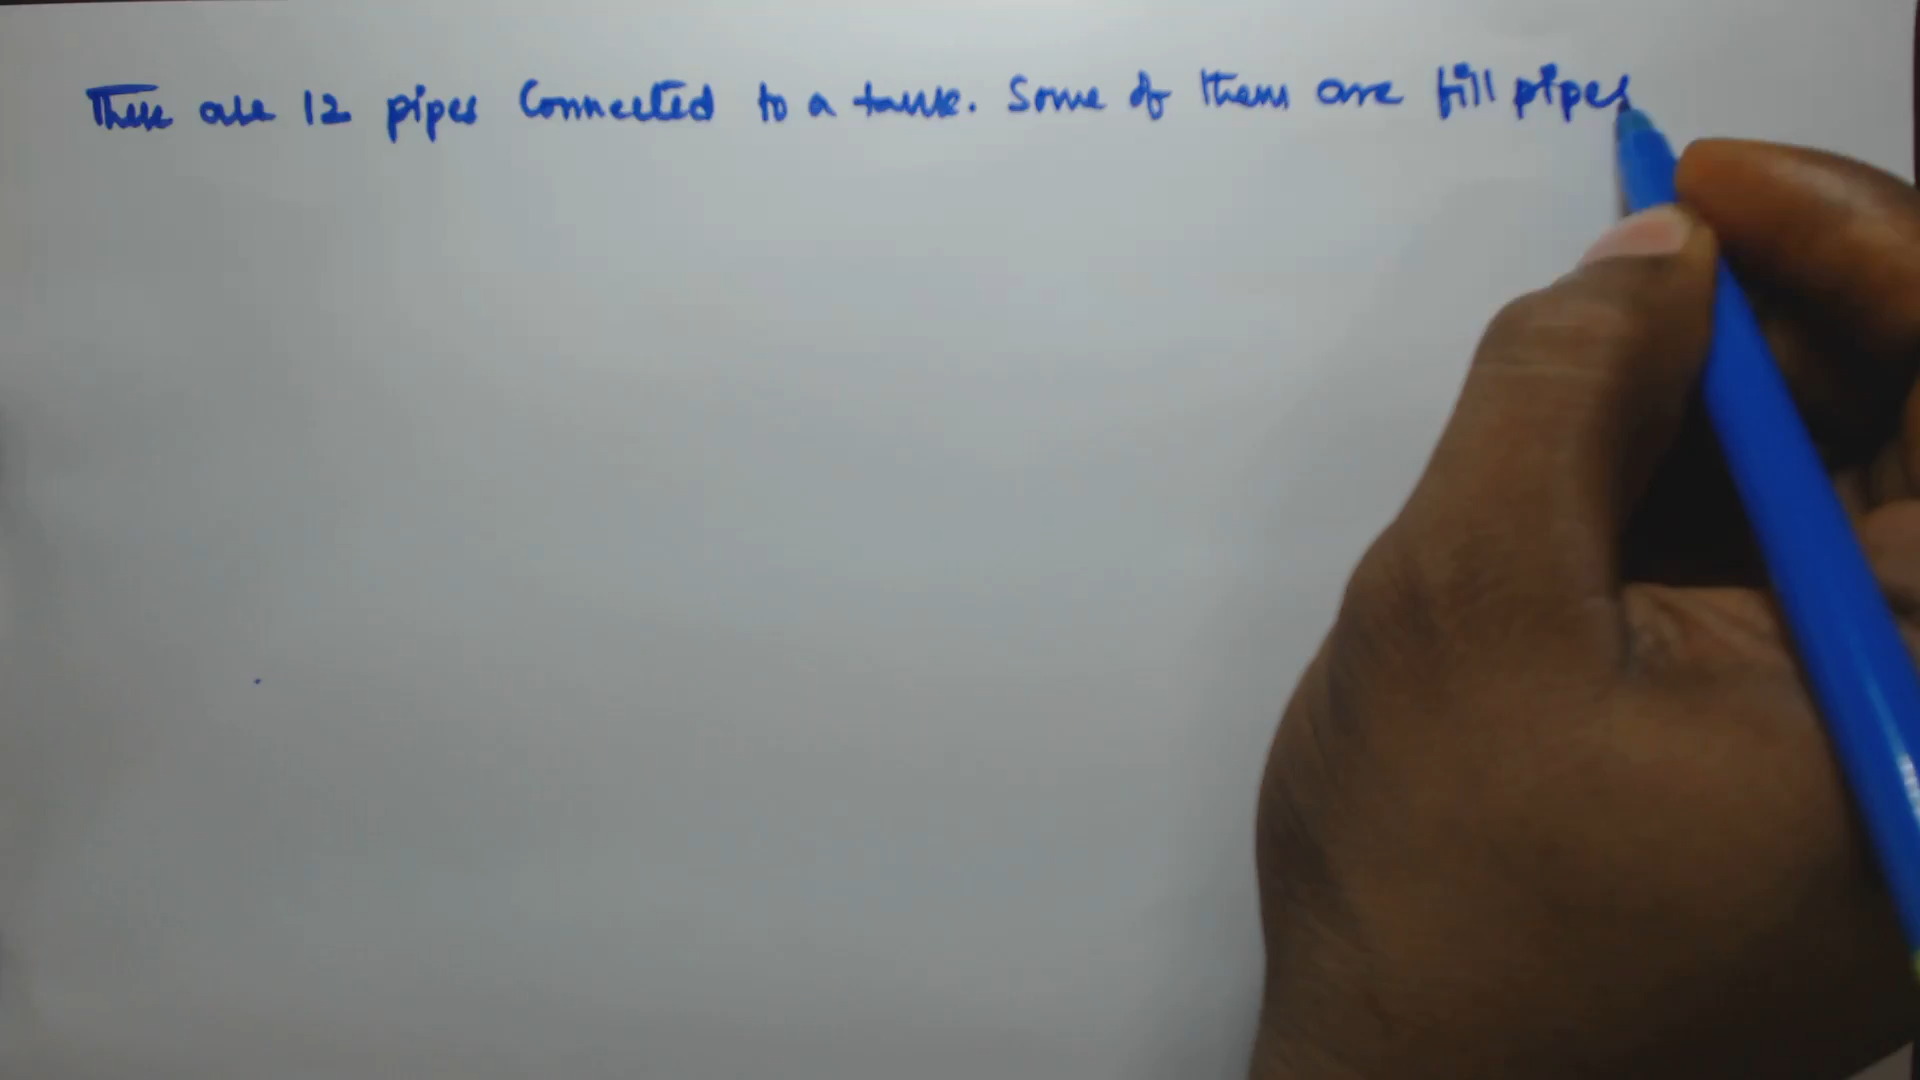 There are 12 pipes Connected to a tank. Some of them are fill pipes